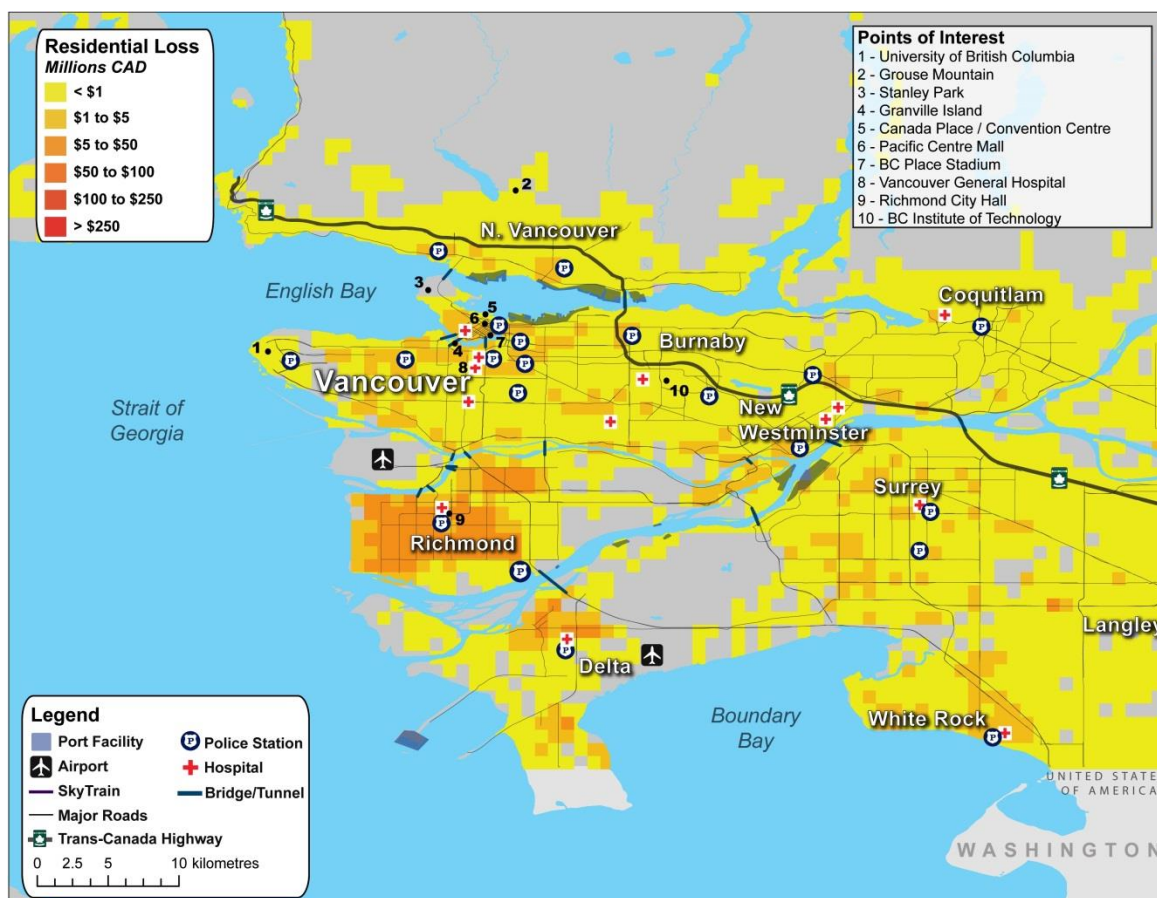 Residential Loss
Millions CAD
< $1
$1 to $5
$5 to $50
$50 to $100
$100 to $250
> $250
Points of Interest
1 - University of British Columbia
2 - Grouse Mountain
3 - Stanley Park
4 - Granville Island
5 - Canada Place / Convention Centre
6 - Pacific Centre Mall
7 - BC Place Stadium
8 - Vancouver General Hospital
9 - Richmond City Hall
10 - BC Institute of Technology
2
N. Vancouver
P
P
3
English Bay
Coquitlam
5
6
P
P
7
P
P
Burnaby
1
P
P
4
P
P
8
Vancouver
P
10
P
P
New
Westminster
P
Strait of
Georgia
Surrey
P
9
P
Richmond
P
P
Langley
P
Delta
Boundary
Bay
White Rock
P
UNITED STATES
OF AMERICA
WASHINGTON
Legend
Port Facility
P Police Station
Airport
Hospital
SkyTrain
Bridge/Tunnel
Major Roads
Trans-Canada Highway
0 2.5 5 10 kilometres